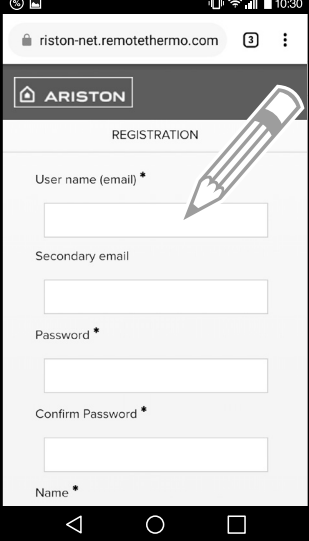 10:30
riston-net.remotethermo.com 3
ARISTON
REGISTRATION
User name (email) *
Secondary email
Password *
Confirm Password *
Name *